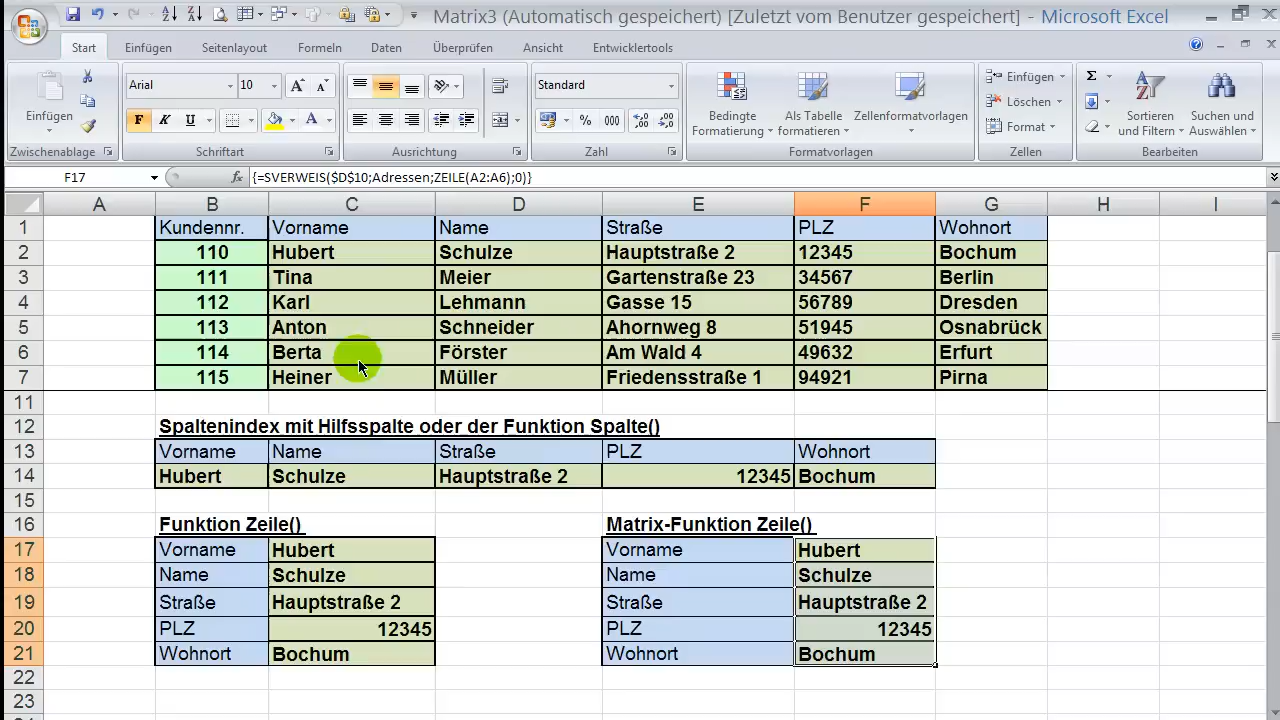 Matrix3 (Automatisch gespeichert) [Zuletzt vom Benutzer gespeichert] - Microsoft Excel
Start Einfügen Seitenlayout Formeln Daten Überprüfen Ansicht Entwicklertools
Arial 10 Standard
Einfügen
Bedingte Formatierung
Als Tabelle formatieren
Zellenformatvorlagen
Einfügen
Löschen
Format
Sortieren und Filtern
Suchen und Auswählen
F K U
% 000
Zwischenablage Schriftart Ausrichtung Zahl Formatvorlagen Zellen Bearbeiten
F17 fx {=SVERWEIS($D$10;Adressen;ZEILE(A2:A6);0)}
A B C D E F G H I
1 Kundennr. Vorname Name Straße PLZ Wohnort
2 110 Hubert Schulze Hauptstraße 2 12345 Bochum
3 111 Tina Meier Gartenstraße 23 34567 Berlin
4 112 Karl Lehmann Gasse 15 56789 Dresden
5 113 Anton Schneider Ahornweg 8 51945 Osnabrück
6 114 Berta Förster Am Wald 4 49632 Erfurt
7 115 Heiner Müller Friedensstraße 1 94921 Pirna
11
12 Spaltenindex mit Hilfsspalte oder der Funktion Spalte()
13 Vorname Name Straße PLZ Wohnort
14 Hubert Schulze Hauptstraße 2 12345 Bochum
15
16 Funktion Zeile() Matrix-Funktion Zeile()
17 Vorname Hubert Vorname Hubert
18 Name Schulze Name Schulze
19 Straße Hauptstraße 2 Straße Hauptstraße 2
20 PLZ 12345 PLZ 12345
21 Wohnort Bochum Wohnort Bochum
22
23